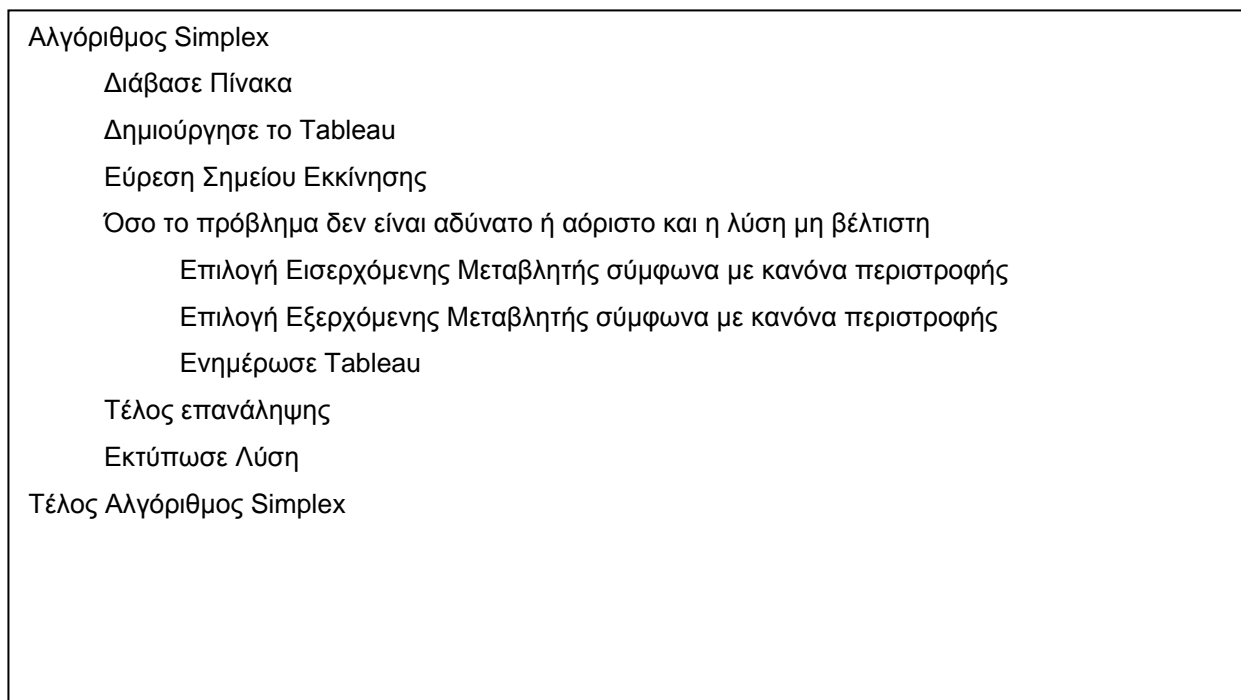 Αλγόριθμος Simplex
Διάβασε Πίνακα
Δημιούργησε το Tableau
Εύρεση Σημείου Εκκίνησης
Όσο το πρόβλημα δεν είναι αδύνατο ή αόριστο και η λύση μη βέλτιστη
Επιλογή Εισερχόμενης Μεταβλητής σύμφωνα με κανόνα περιστροφής
Επιλογή Εξερχόμενης Μεταβλητής σύμφωνα με κανόνα περιστροφής
Ενημέρωσε Tableau
Τέλος επανάληψης
Εκτύπωσε Λύση
Τέλος Αλγόριθμος Simplex